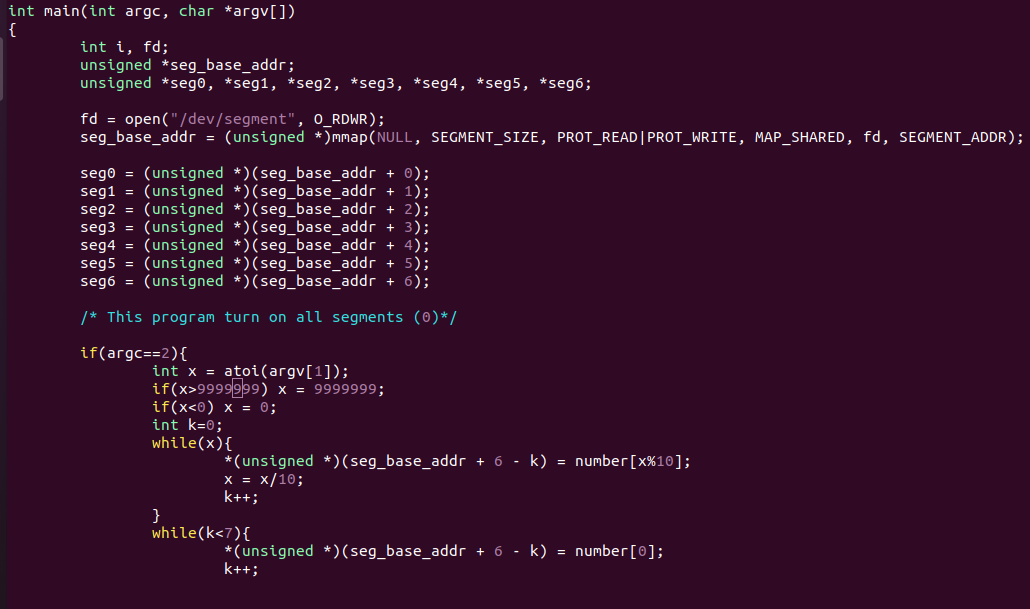 int main(int argc, char *argv[])
{
        int i, fd;
        unsigned *seg_base_addr;
        unsigned *seg0, *seg1, *seg2, *seg3, *seg4, *seg5, *seg6;

        fd = open("/dev/segment", O_RDWR);
        seg_base_addr = (unsigned *)mmap(NULL, SEGMENT_SIZE, PROT_READ|PROT_WRITE, MAP_SHARED, fd, SEGMENT_ADDR);

        seg0 = (unsigned *)(seg_base_addr + 0);
        seg1 = (unsigned *)(seg_base_addr + 1);
        seg2 = (unsigned *)(seg_base_addr + 2);
        seg3 = (unsigned *)(seg_base_addr + 3);
        seg4 = (unsigned *)(seg_base_addr + 4);
        seg5 = (unsigned *)(seg_base_addr + 5);
        seg6 = (unsigned *)(seg_base_addr + 6);

        /* This program turn on all segments (0)*/

        if(argc==2){
                int x = atoi(argv[1]);
                if(x>9999999) x = 9999999;
                if(x<0) x = 0;
                int k=0;
                while(x){
                        *(unsigned *)(seg_base_addr + 6 - k) = number[x%10];
                        x = x/10;
                        k++;
                }
                while(k<7){
                        *(unsigned *)(seg_base_addr + 6 - k) = number[0];
                        k++;